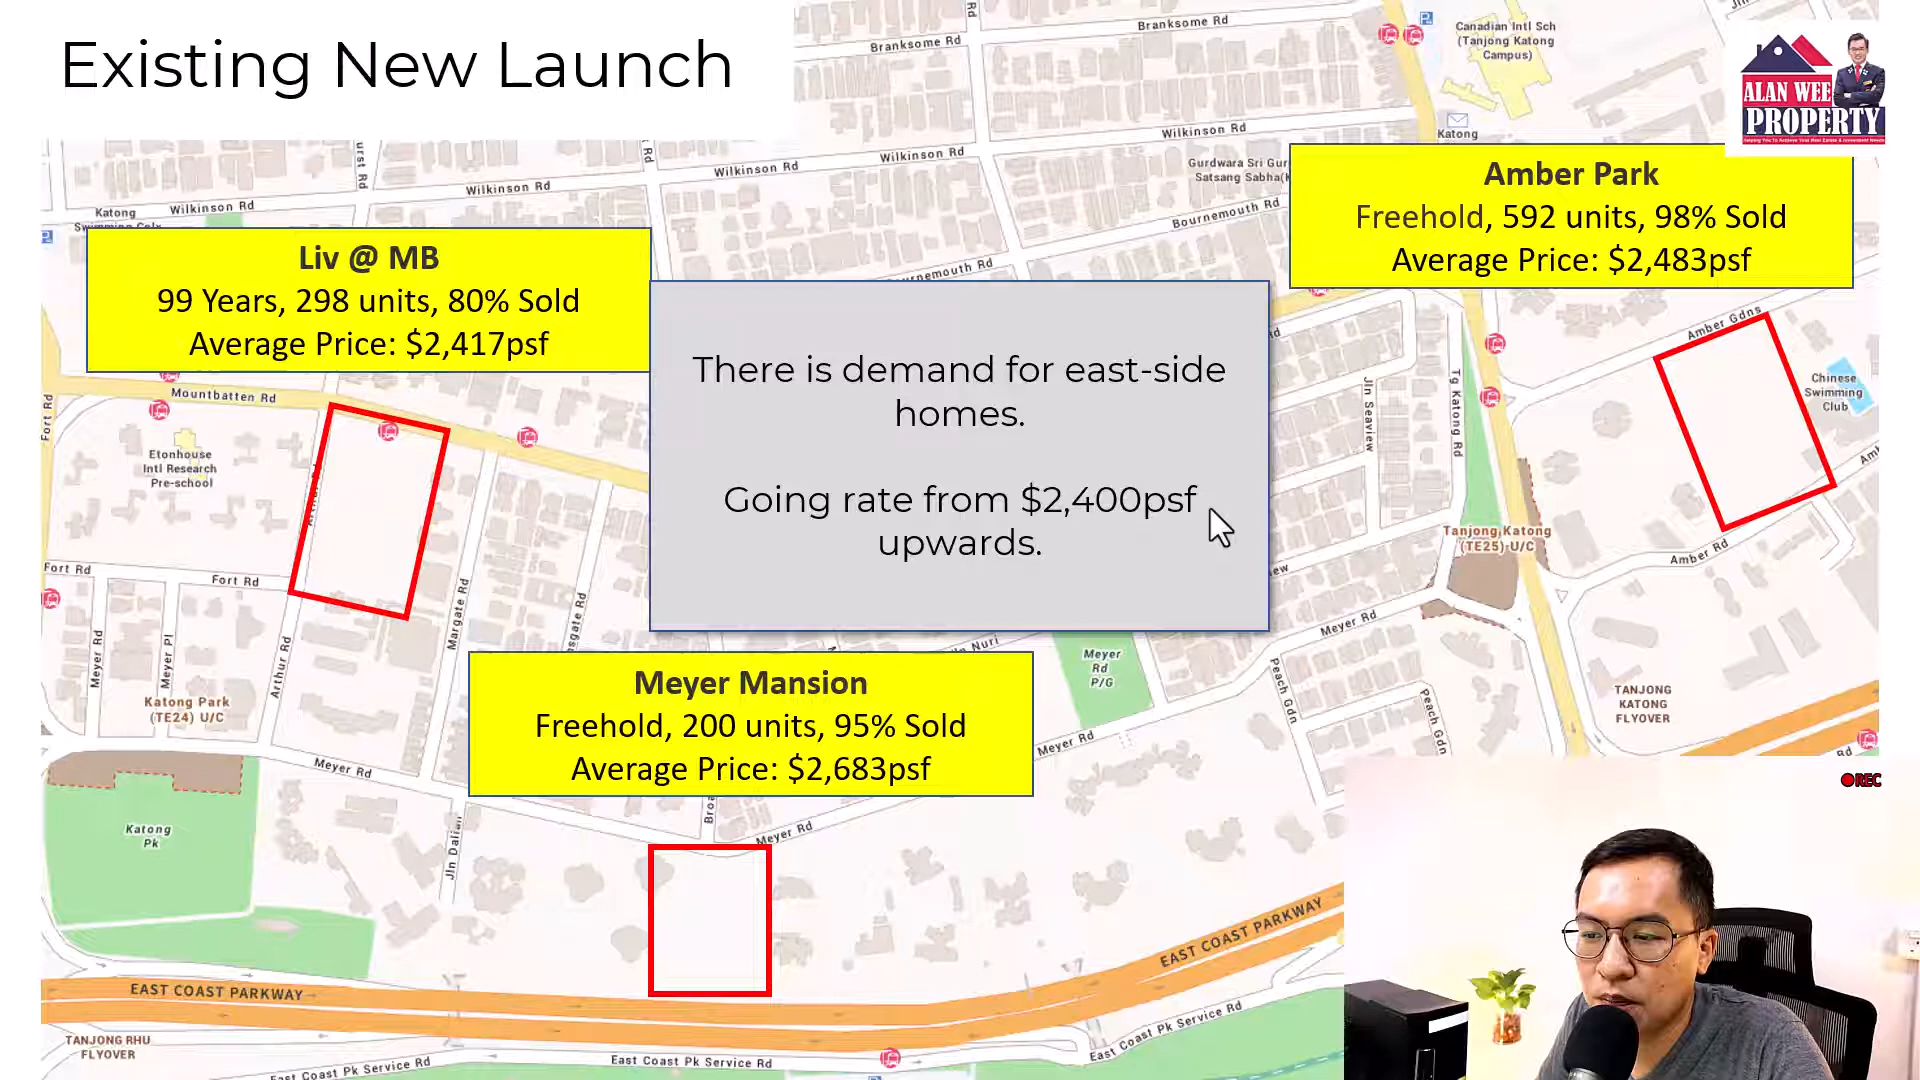 Existing New Launch
Branksome Rd
Branksome Rd
Rd
Canadian Intl Sch
(Tanjong Katong
Campus)
ALAN WEE
PROPERTY
Katong
Wilkinson Rd
Wilkinson Rd
Wilkinson Rd
Wilkinson Rd
Wilkinson Rd
Rd
Gurdwara Sri Gur
Satsang Sabha(K
Bournemouth Rd
Katong
Amber Park
Freehold, 592 units, 98% Sold
Average Price: $2,483psf
Liv @ MB
99 Years, 298 units, 80% Sold
Average Price: $2,417psf
There is demand for east-side
homes.
Going rate from $2,400psf
upwards.
Amber Gdns
Chinese
Swimming
Club
Mountbatten Rd
Fort Rd
Etonhouse
Intl Research
Pre-school
Jln Seaview
Tg Katong Rd
Tanjong Katong
(TE25) U/C
Amber Rd
Fort Rd
Fort Rd
Margate Rd
Meyer Rd
Meyer Pl
Arthur Rd
Katong Park
(TE24) U/C
Meyer Rd
Meyer
Rd
P/G
Meyer Rd
Peach Gdn
Peach Gdn
TANJONG
KATONG
FLYOVER
Meyer Mansion
Freehold, 200 units, 95% Sold
Average Price: $2,683psf
Meyer Rd
Meyer Rd
REC
Katong
Pk
EAST COAST PARKWAY
EAST COAST PARKWAY
TANJONG RHU
FLYOVER
East Coast Pk Service Rd
East Coast Pk Service Rd
East Coast Pk Service Rd